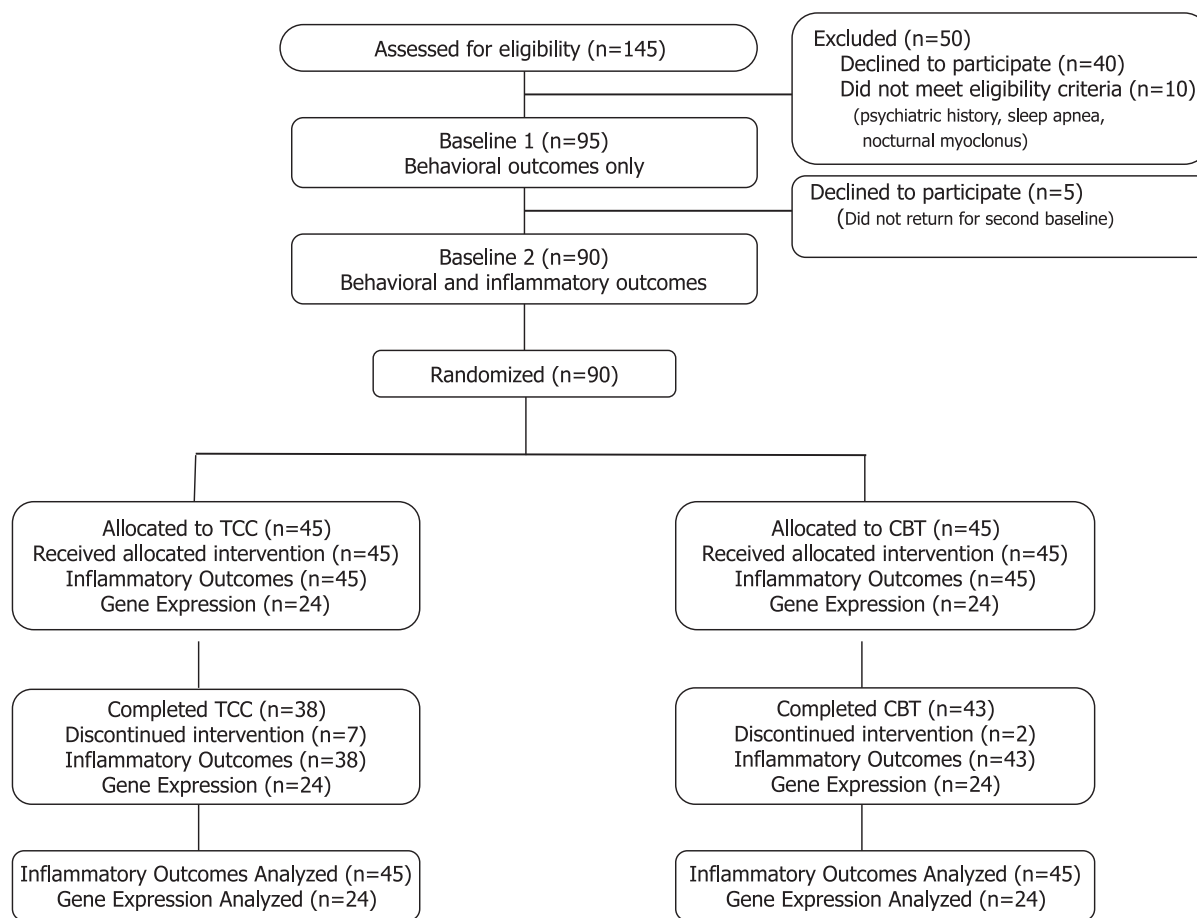 Assessed for eligibility (n=145)
Excluded (n=50)
Declined to participate (n=40)
Did not meet eligibility criteria (n=10)
(psychiatric history, sleep apnea,
nocturnal myoclonus)
Baseline 1 (n=95)
Behavioral outcomes only
Declined to participate (n=5)
(Did not return for second baseline)
Baseline 2 (n=90)
Behavioral and inflammatory outcomes
Randomized (n=90)
Allocated to TCC (n=45)
Received allocated intervention (n=45)
Inflammatory Outcomes (n=45)
Gene Expression (n=24)
Allocated to CBT (n=45)
Received allocated intervention (n=45)
Inflammatory Outcomes (n=45)
Gene Expression (n=24)
Completed TCC (n=38)
Discontinued intervention (n=7)
Inflammatory Outcomes (n=38)
Gene Expression (n=24)
Completed CBT (n=43)
Discontinued intervention (n=2)
Inflammatory Outcomes (n=43)
Gene Expression (n=24)
Inflammatory Outcomes Analyzed (n=45)
Gene Expression Analyzed (n=24)
Inflammatory Outcomes Analyzed (n=45)
Gene Expression Analyzed (n=24)